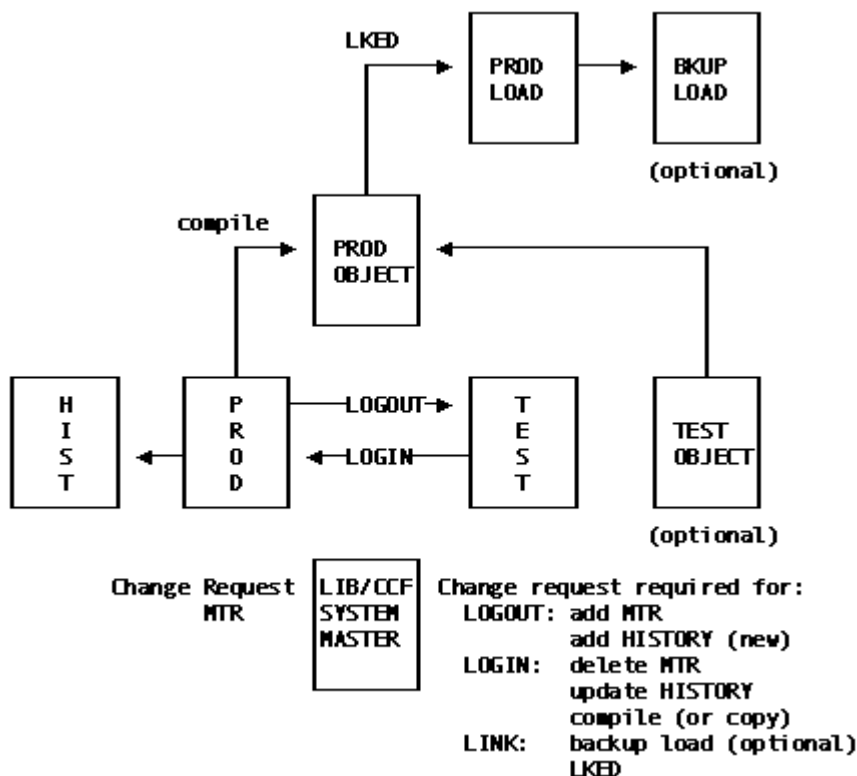 LKED
PROD
LOAD
BKUP
LOAD
(optional)
compile
PROD
OBJECT
H
I
S
T
P
R
O
D
LOGOUT
LOGIN
T
E
S
T
TEST
OBJECT
(optional)
Change Request
MTR
LIB/CCF
SYSTEM
MASTER
Change request required for:
LOGOUT: add MTR
add HISTORY (new)
LOGIN: delete MTR
update HISTORY
compile (or copy)
LINK: backup load (optional)
LKED